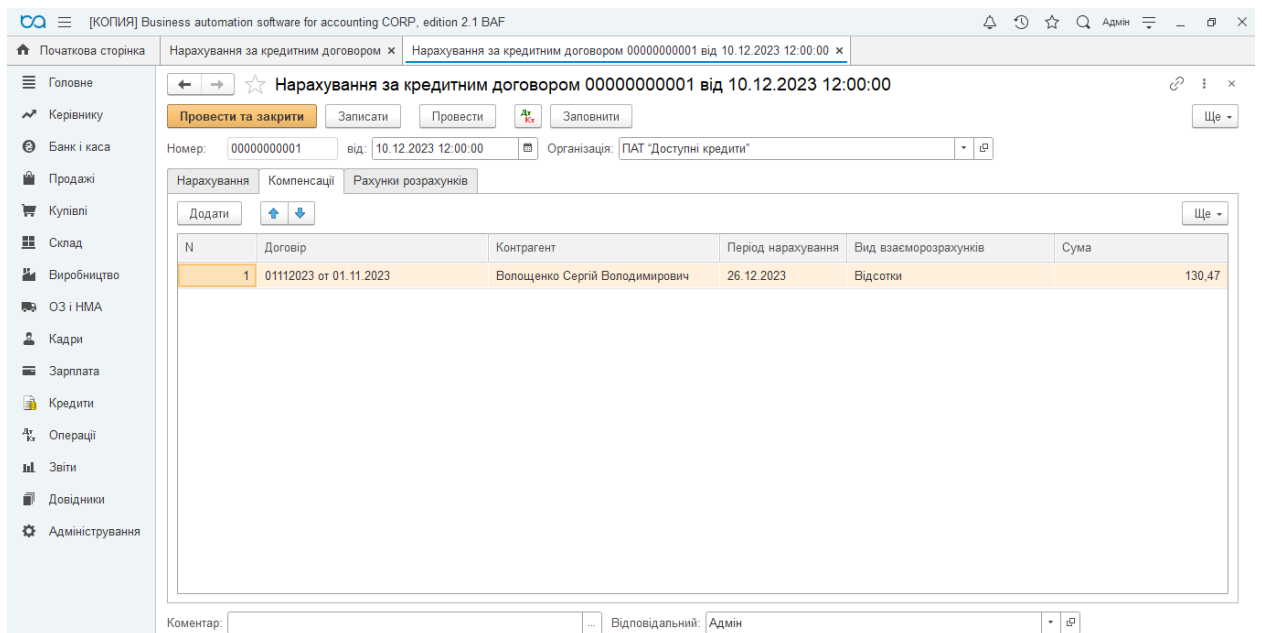 [КОПИЯ] Business automation software for accounting CORP, edition 2.1 BAF Адмін
Початкова сторінка Нарахування за кредитним договором × Нарахування за кредитним договором 00000000001 від 10.12.2023 12:00:00 ×
Головне
Керівнику
Банк і каса
Продажі
Купівлі
Склад
Виробництво
ОЗ і НМА
Кадри
Зарплата
Кредити
Операції
Звіти
Довідники
Адміністрування
Нарахування за кредитним договором 00000000001 від 10.12.2023 12:00:00
Провести та закрити Записати Провести Дт Кт Заповнити Ще
Номер: 00000000001 від: 10.12.2023 12:00:00 Організація: ПАТ "Доступні кредити"
Нарахування Компенсації Рахунки розрахунків
Додати Ще
N Договір Контрагент Період нарахування Вид взаєморозрахунків Сума
1 01112023 от 01.11.2023 Волощенко Сергій Володимирович 26.12.2023 Відсотки 130,47
Коментар: ... Відповідальний: Адмін